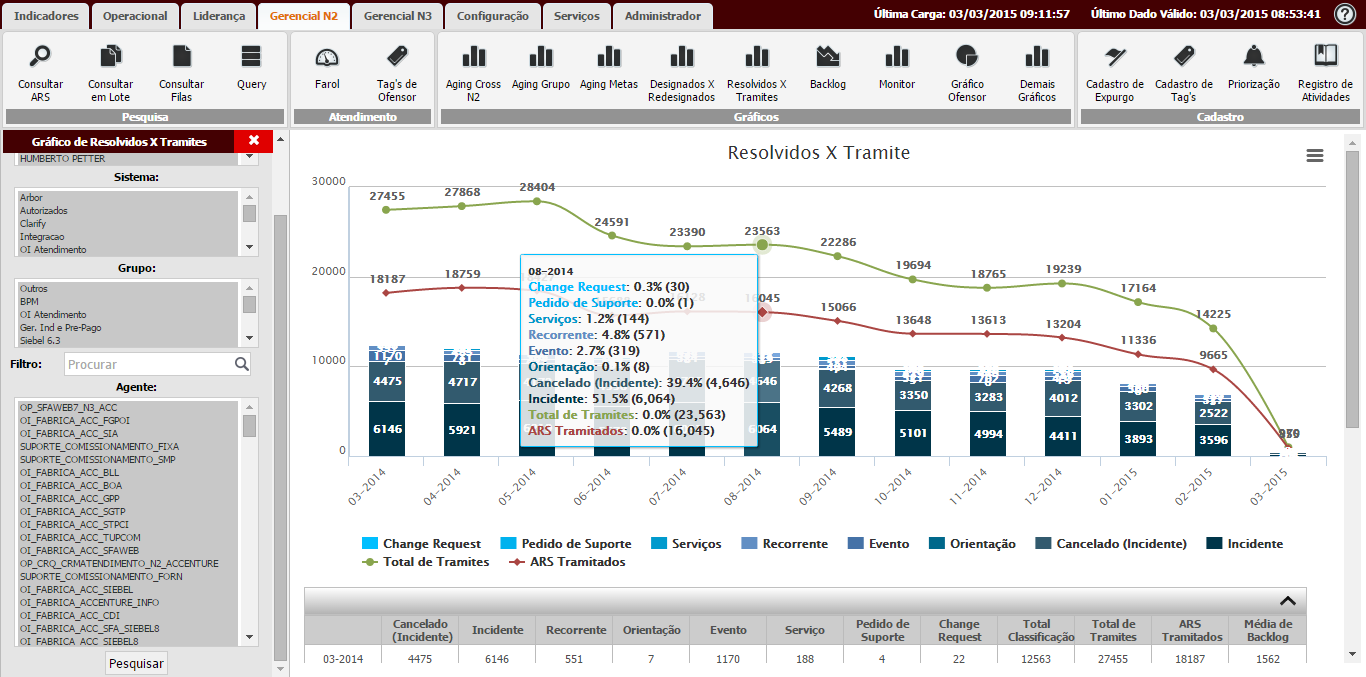 Indicadores Operacional Liderança Gerencial N2 Gerencial N3 Configuração Serviços Administrador Última Carga: 03/03/2015 09:11:57 Último Dado Válido: 03/03/2015 08:53:41 ?
Consultar ARS
Consultar em Lote
Consultar Filas
Query
Pesquisa
Farol
Tag's de Ofensor
Atendimento
Aging Cross N2
Aging Grupo
Aging Metas
Designados X Redesignados
Resolvidos X Tramites
Backlog
Monitor
Gráfico Ofensor
Demais Gráficos
Gráficos
Cadastro de Expurgo
Cadastro de Tag's
Priorização
Registro de Atividades
Cadastro
Gráfico de Resolvidos X Tramites
HUMBERTO PETTER
Sistema:
Arbor
Autorizados
Clarify
Integracao
OI Atendimento
Grupo:
Outros
BPM
OI Atendimento
Ger. Ind e Pre-Pago
Siebel 6.3
Filtro: Procurar
Agente:
OP_SFAWEB7_N3_ACC
OI_FABRICA_ACC_FGPOI
OI_FABRICA_ACC_SIA
SUPORTE_COMISSIONAMENTO_FIXA
SUPORTE_COMISSIONAMENTO_SMP
OI_FABRICA_ACC_BLL
OI_FABRICA_ACC_BOA
OI_FABRICA_ACC_GPP
OI_FABRICA_ACC_SGTP
OI_FABRICA_ACC_STPCI
OI_FABRICA_ACC_TUPCOM
OI_FABRICA_ACC_SFAWEB
OP_CRQ_CRMATENDIMENTO_N2_ACCENTURE
SUPORTE_COMISSIONAMENTO_FORN
OI_FABRICA_ACC_SIEBEL
OI_FABRICA_ACCENTURE_INFO
OI_FABRICA_ACC_CDI
OI_FABRICA_ACC_SFA_SIEBEL8
OI_FABRICA_ACC_SIEBEL8
Pesquisar
Resolvidos X Tramite
30000
20000
10000
0
27455 27868 28404 24591 23390 23563 22286 19694 18765 19239 17164 14225
18187 18759 16045 15066 13648 13613 13204 11336 9665
1170
4475 4717 4268 3350 3283 4012 3302 2522
6146 5921 6064 5489 5101 4994 4411 3893 3596
08-2014
Change Request: 0.3% (30)
Pedido de Suporte: 0.0% (1)
Serviços: 1.2% (144)
Recorrente: 4.8% (571)
Evento: 2.7% (319)
Orientação: 0.1% (8)
Cancelado (Incidente): 39.4% (4,646)
Incidente: 51.5% (6,064)
Total de Tramites: 0.0% (23,563)
ARS Tramitados: 0.0% (16,045)
03-2014 04-2014 05-2014 06-2014 07-2014 08-2014 09-2014 10-2014 11-2014 12-2014 01-2015 02-2015 03-2015
Change Request Pedido de Suporte Serviços Recorrente Evento Orientação Cancelado (Incidente) Incidente
Total de Tramites ARS Tramitados
Cancelado (Incidente) Incidente Recorrente Orientação Evento Serviço Pedido de Suporte Change Request Total Classificação Total de Tramites ARS Tramitados Média de Backlog
03-2014 4475 6146 551 7 1170 188 4 22 12563 27455 18187 1562